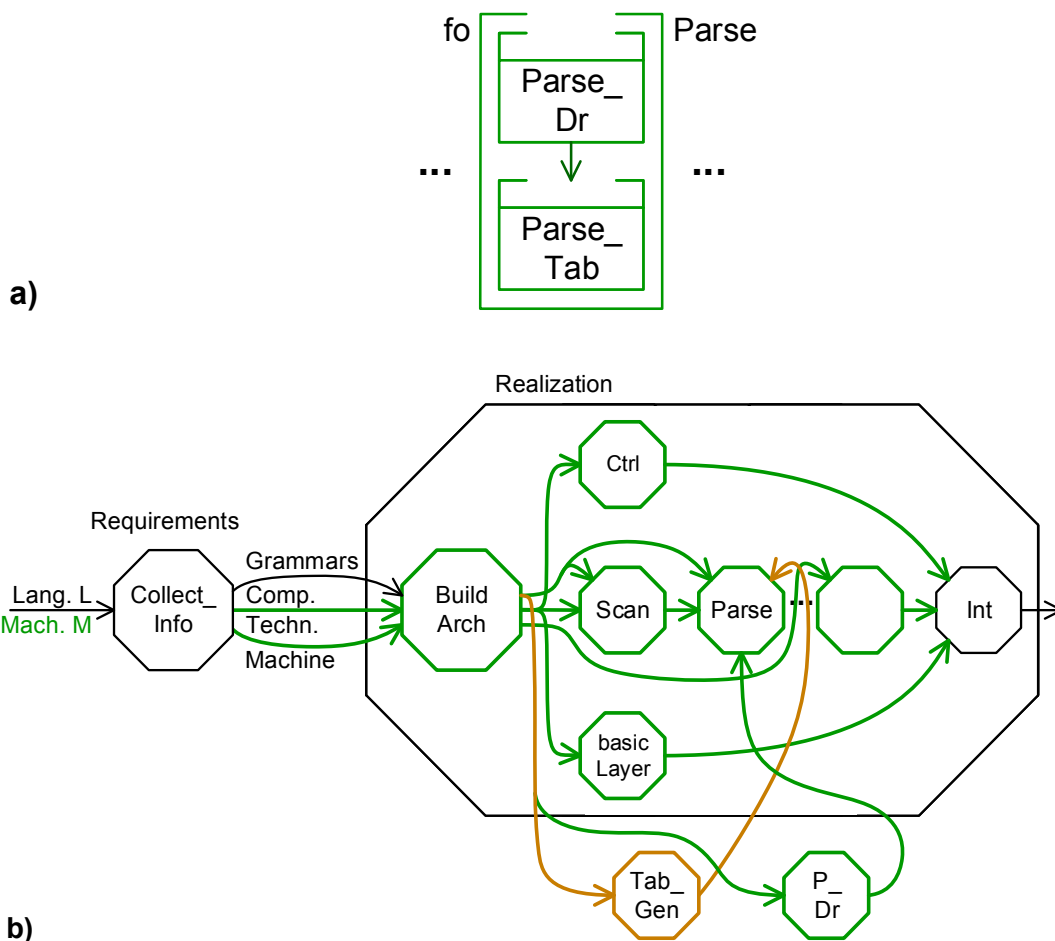 fo
Parse
Parse_
Dr
...
...
Parse_
Tab
a)
Realization
Ctrl
Requirements
Grammars
Lang. L
Mach. M
Collect_
Info
Comp.
Techn.
Machine
Build
Arch
Scan
Parse
...
Int
basic
Layer
Tab_
Gen
P_
Dr
b)